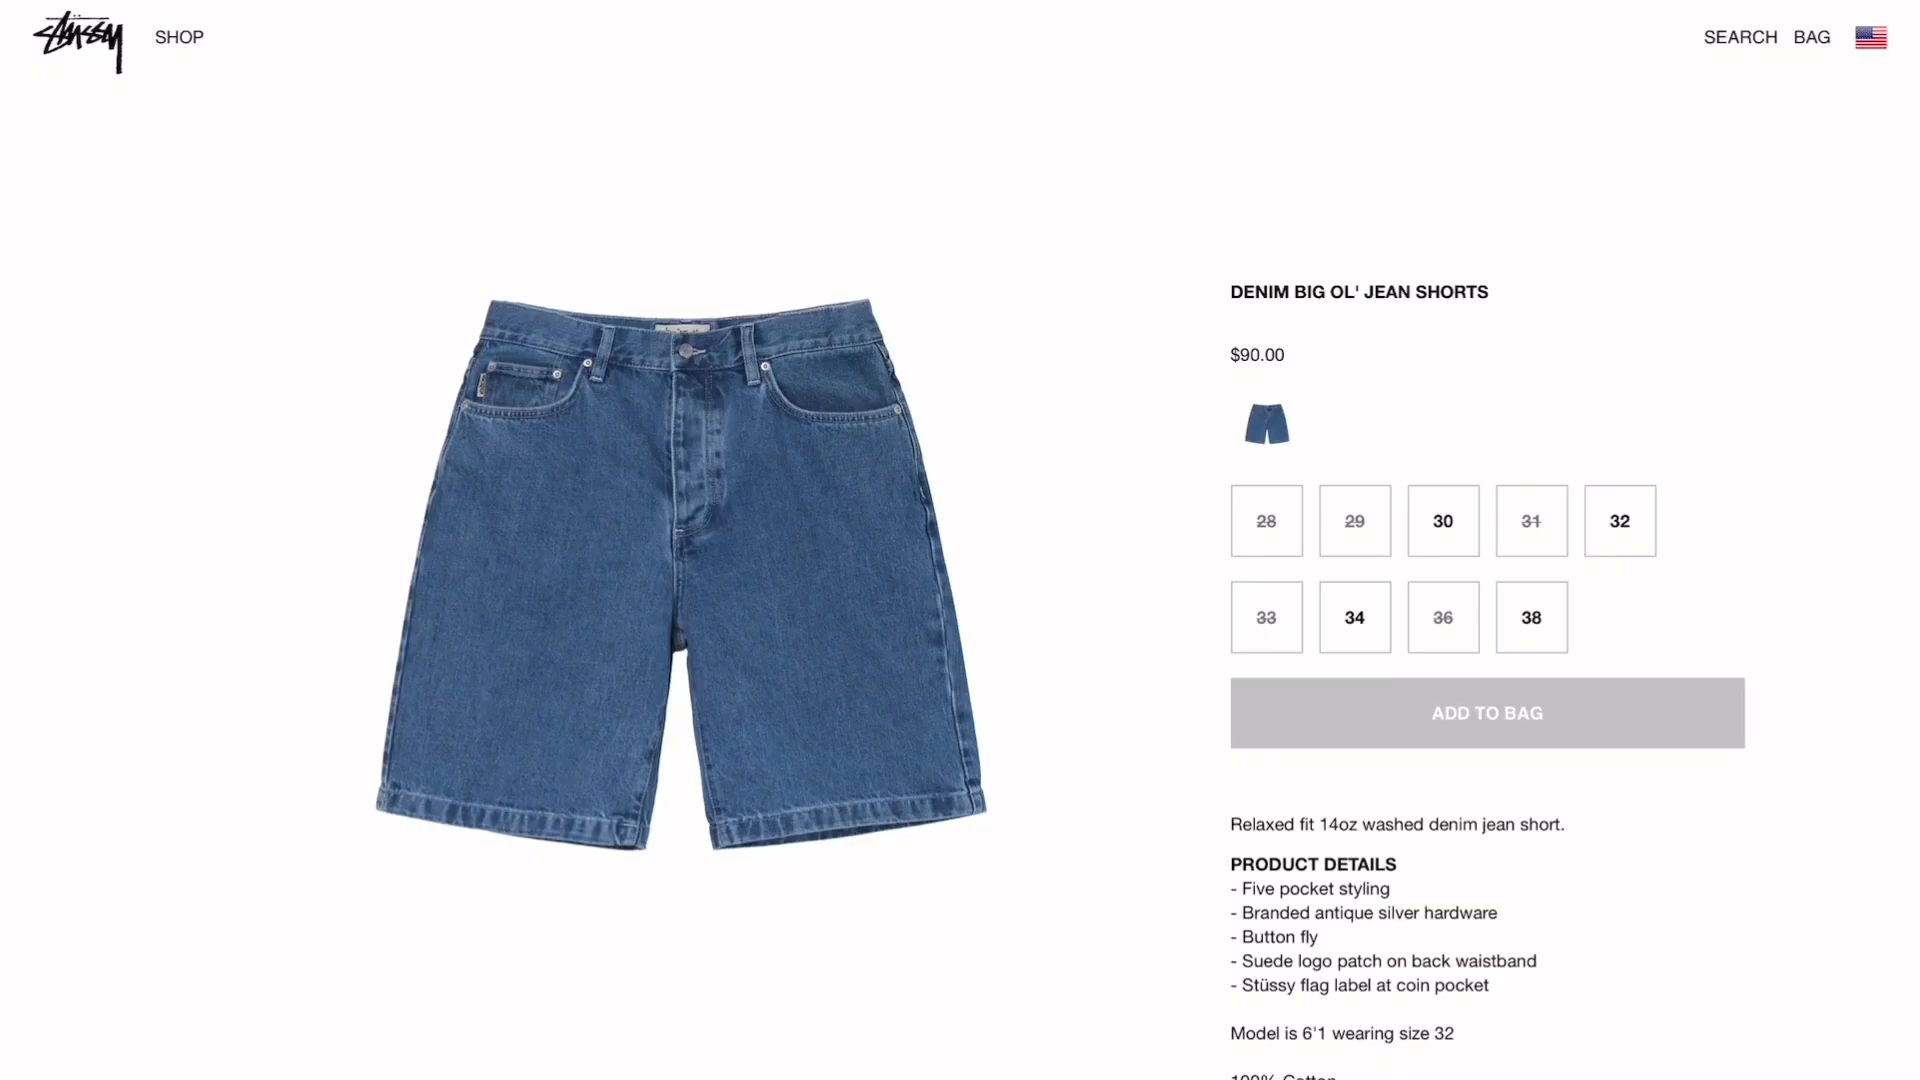 Stüssy
SHOP
SEARCH BAG
DENIM BIG OL' JEAN SHORTS
$90.00
28 29 30 31 32
33 34 36 38
ADD TO BAG
Relaxed fit 14oz washed denim jean short.
PRODUCT DETAILS
- Five pocket styling
- Branded antique silver hardware
- Button fly
- Suede logo patch on back waistband
- Stüssy flag label at coin pocket
Model is 6'1 wearing size 32
100% Cotton